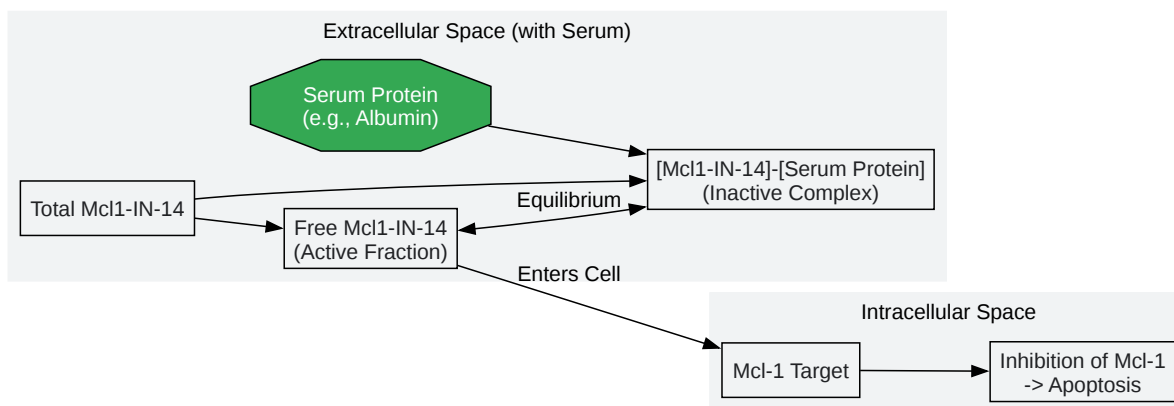 Extracellular Space (with Serum)
Serum Protein
(e.g., Albumin)
[Mcl1-IN-14]-[Serum Protein]
(Inactive Complex)
Total Mcl1-IN-14
Equilibrium
Free Mcl1-IN-14
(Active Fraction)
Enters Cell
Intracellular Space
Mcl-1 Target
Inhibition of Mcl-1
-> Apoptosis